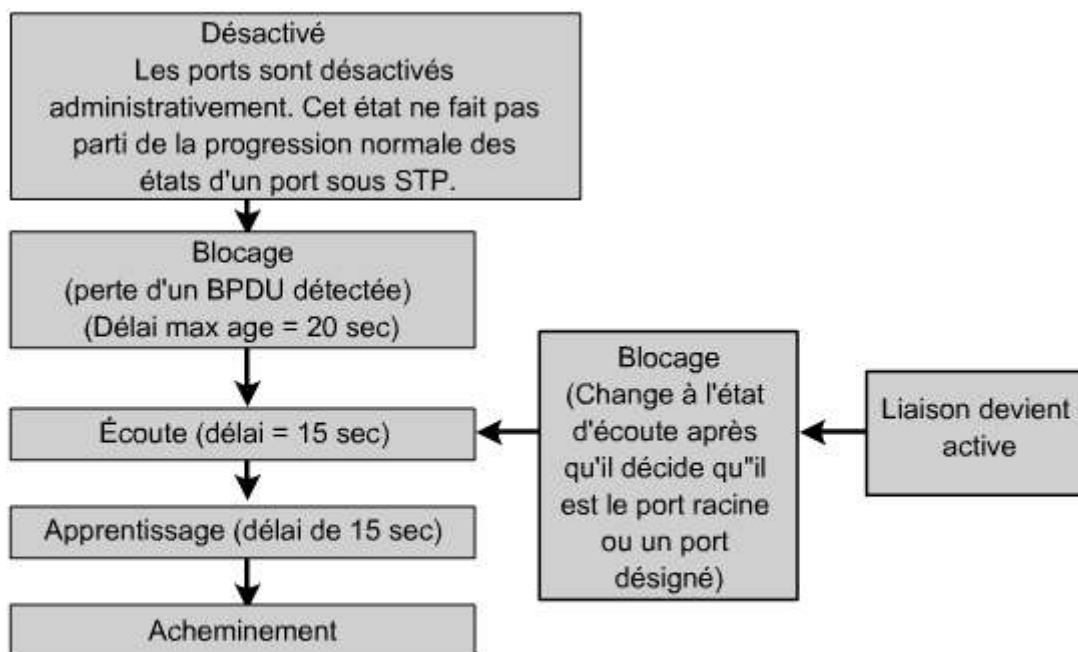 Désactivé
Les ports sont désactivés
administrativement. Cet état ne fait pas
parti de la progression normale des
états d'un port sous STP.
Blocage
(perte d'un BPDU détectée)
(Délai max age = 20 sec)
Écoute (délai = 15 sec)
Apprentissage (délai de 15 sec)
Acheminement
Blocage
(Change à l'état
d'écoute après
qu'il décide qu"il
est le port racine
ou un port
désigné)
Liaison devient
active